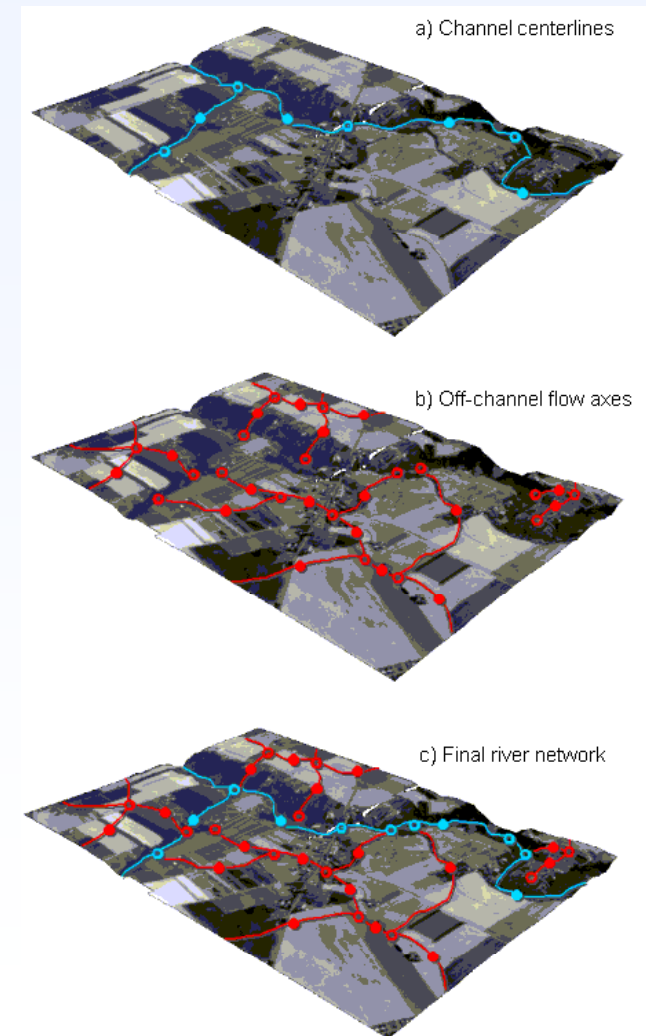 a) Channel centerlines
b) Off-channel flow axes
c) Final river network